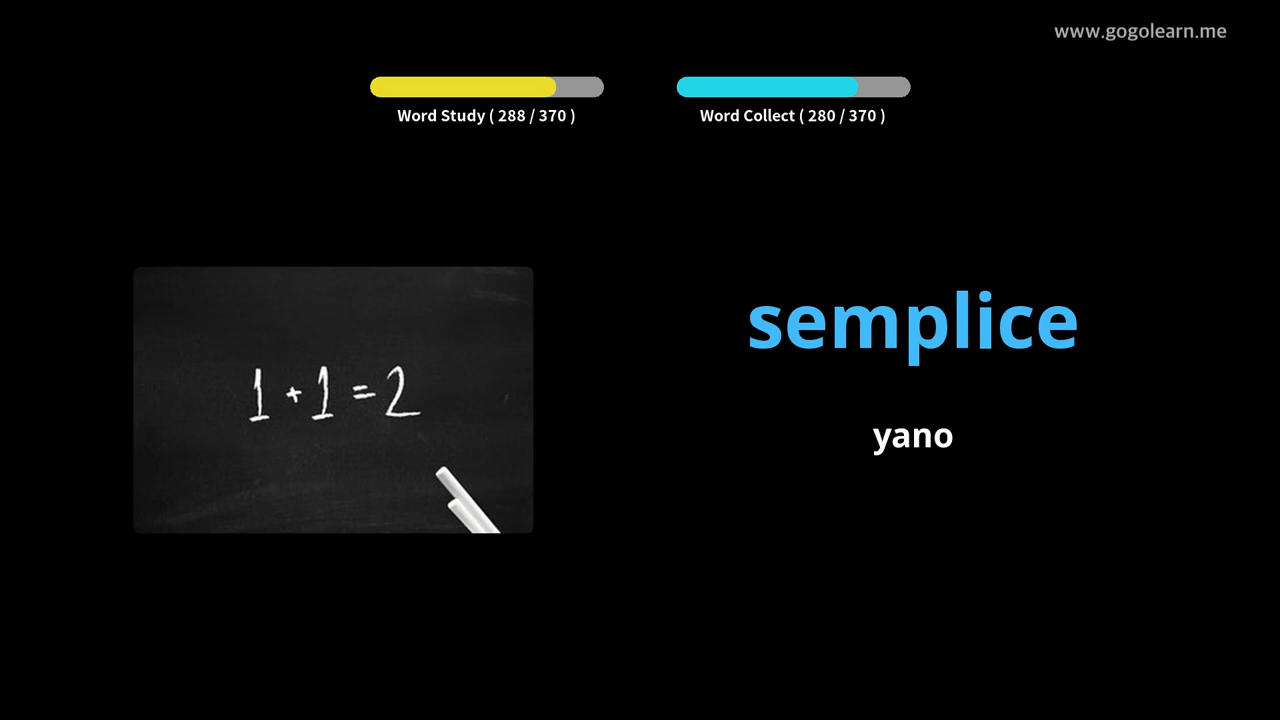 www.gogolearn.me
Word Study ( 288 / 370 )
Word Collect ( 280 / 370 )
semplice
1 + 1 = 2
yano